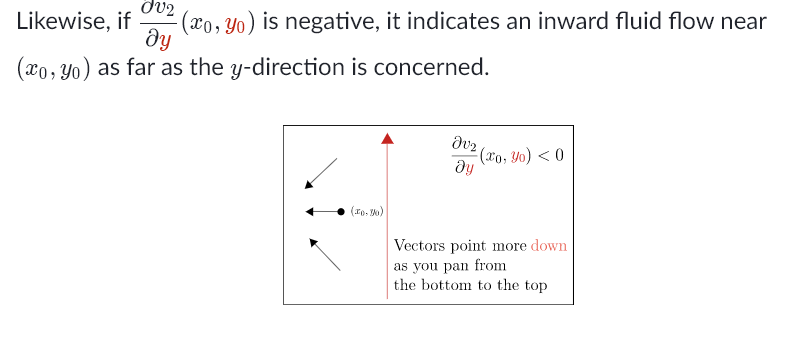 Likewise, if ∂v₂/∂y (x₀, y₀) is negative, it indicates an inward fluid flow near
(x₀, y₀) as far as the y-direction is concerned.
∂v₂/∂y (x₀, y₀) < 0
(x₀, y₀)
Vectors point more down
as you pan from
the bottom to the top